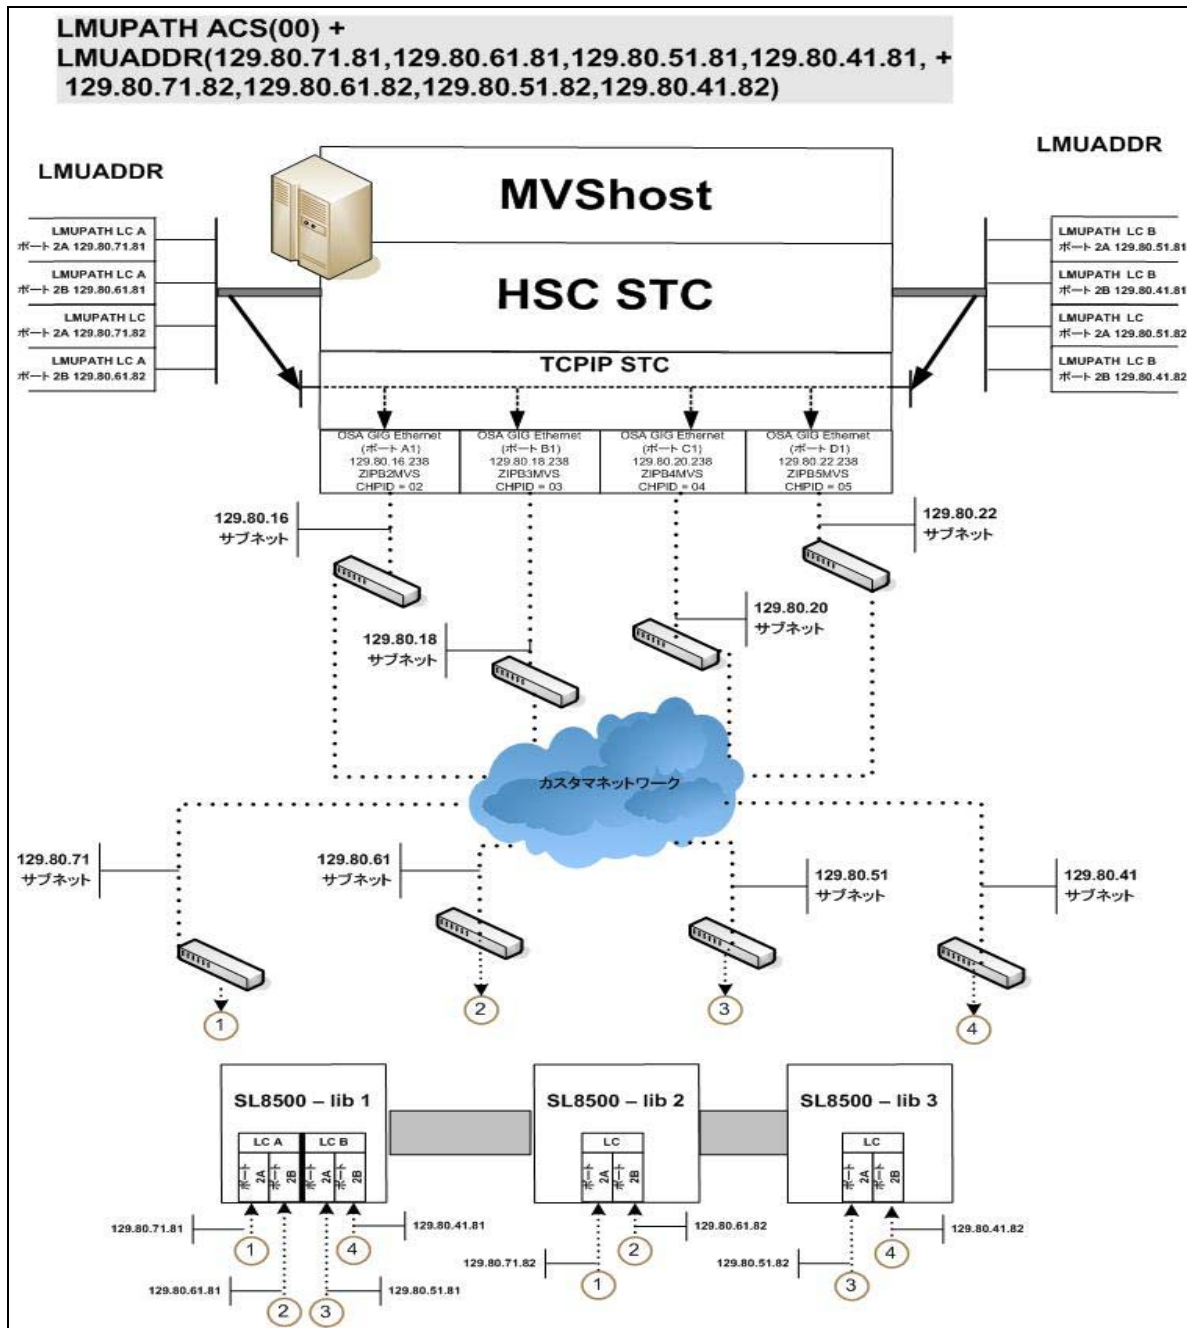 LMUPATH ACS(00) +
LMUADDR(129.80.71.81,129.80.61.81,129.80.51.81,129.80.41.81, +
129.80.71.82,129.80.61.82,129.80.51.82,129.80.41.82)
LMUADDR
LMUPATH LC A
ポート 2A 129.80.71.81
LMUPATH LC A
ポート 2B 129.80.61.81
LMUPATH LC
ポート 2A 129.80.71.82
LMUPATH LC A
ポート 2B 129.80.61.82
MVShost
HSC STC
TCPIP STC
LMUADDR
LMUPATH LC B
ポート 2A 129.80.51.81
LMUPATH LC B
ポート 2B 129.80.41.81
LMUPATH LC
ポート 2A 129.80.51.82
LMUPATH LC B
ポート 2B 129.80.41.82
OSA GIG Ethernet
(ポート A1)
129.80.16.238
ZIPB2MVS
CHPID = 02
OSA GIG Ethernet
(ポート B1)
129.80.18.238
ZIPB3MVS
CHPID = 03
OSA GIG Ethernet
(ポート C1)
129.80.20.238
ZIPB4MVS
CHPID = 04
OSA GIG Ethernet
(ポート D1)
129.80.22.238
ZIPB5MVS
CHPID = 05
129.80.16
サブネット
129.80.22
サブネット
129.80.18
サブネット
129.80.20
サブネット
カスタマネットワーク
129.80.71
サブネット
129.80.61
サブネット
129.80.51
サブネット
129.80.41
サブネット
1
2
3
4
SL8500 – lib 1
LC A
LC B
ポート 2A
ポート 2B
ポート 2A
ポート 2B
SL8500 – lib 2
LC
ポート 2A
ポート 2B
SL8500 – lib 3
LC
ポート 2A
ポート 2B
129.80.71.81
1
4
129.80.41.81
129.80.61.81
2
3
129.80.51.81
129.80.71.82
1
2
129.80.61.82
129.80.51.82
3
4
129.80.41.82